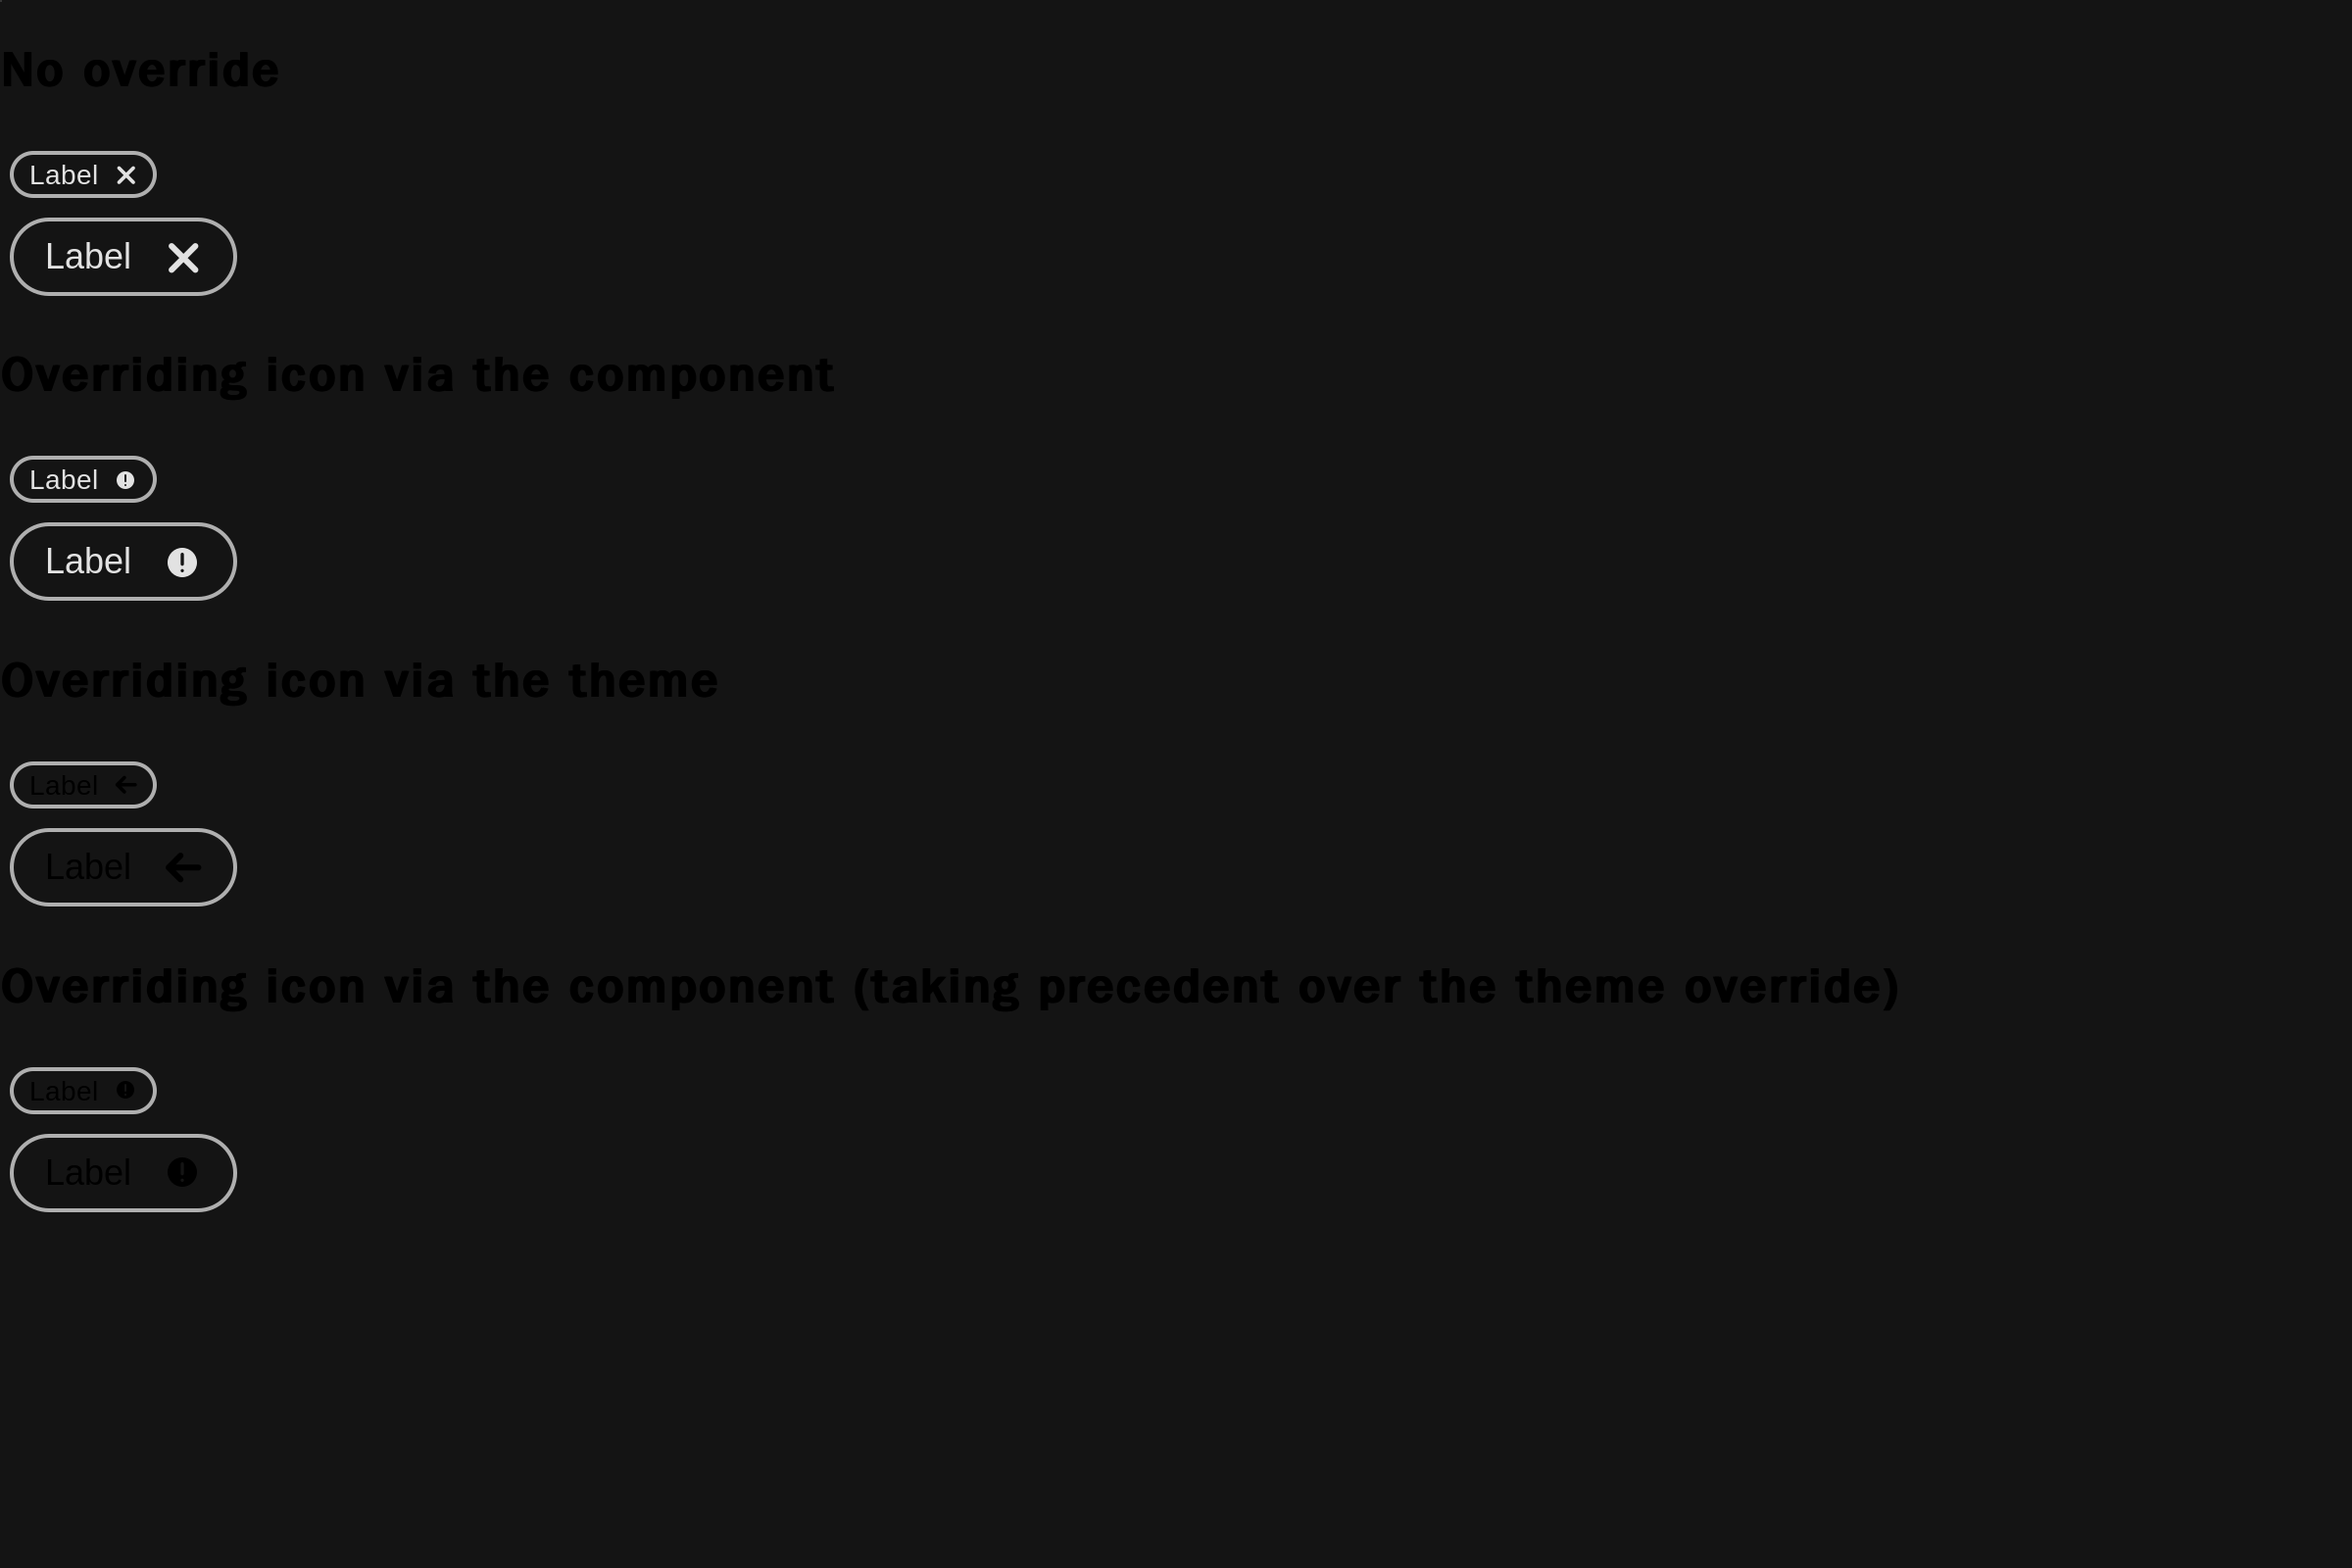 No override
Label
Label
Overriding icon via the component
Label
Label
Overriding icon via the theme
Label
Label
Overriding icon via the component (taking precedent over the theme override)
Label
Label